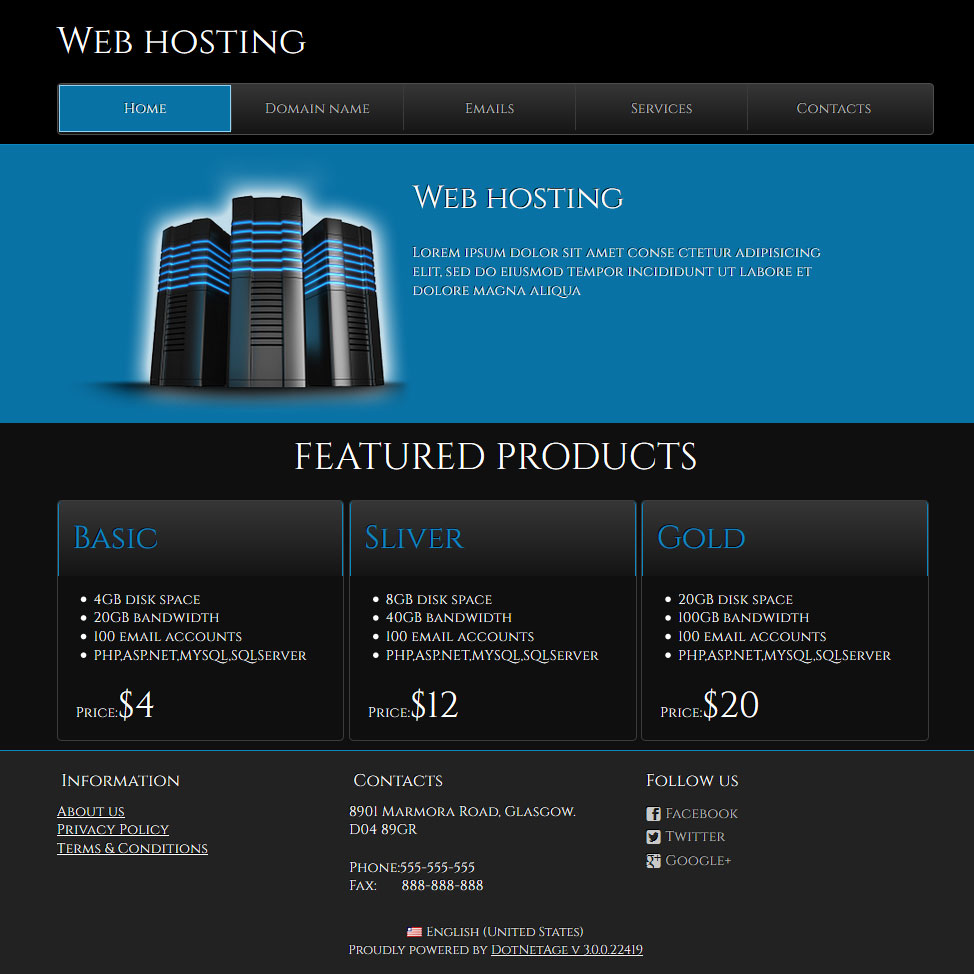 Web hosting
Home
Domain name
Emails
Services
Contacts
Web hosting
Lorem ipsum dolor sit amet conse ctetur adipisicing
elit, sed do eiusmod tempor incididunt ut labore et
dolore magna aliqua
FEATURED PRODUCTS
Basic
4GB disk space
20GB bandwidth
100 email accounts
PHP,ASP.NET,MYSQL,SQLServer
Price:$4
Sliver
8GB disk space
40GB bandwidth
100 email accounts
PHP,ASP.NET,MYSQL,SQLServer
Price:$12
Gold
20GB disk space
100GB bandwidth
100 email accounts
PHP,ASP.NET,MYSQL,SQLServer
Price:$20
Information
About us
Privacy Policy
Terms & Conditions
Contacts
8901 Marmora Road, Glasgow.
D04 89GR
Phone:555-555-555
Fax: 888-888-888
Follow us
Facebook
Twitter
Google+
English (United States)
Proudly powered by DotNetAge v 3.0.0.22419